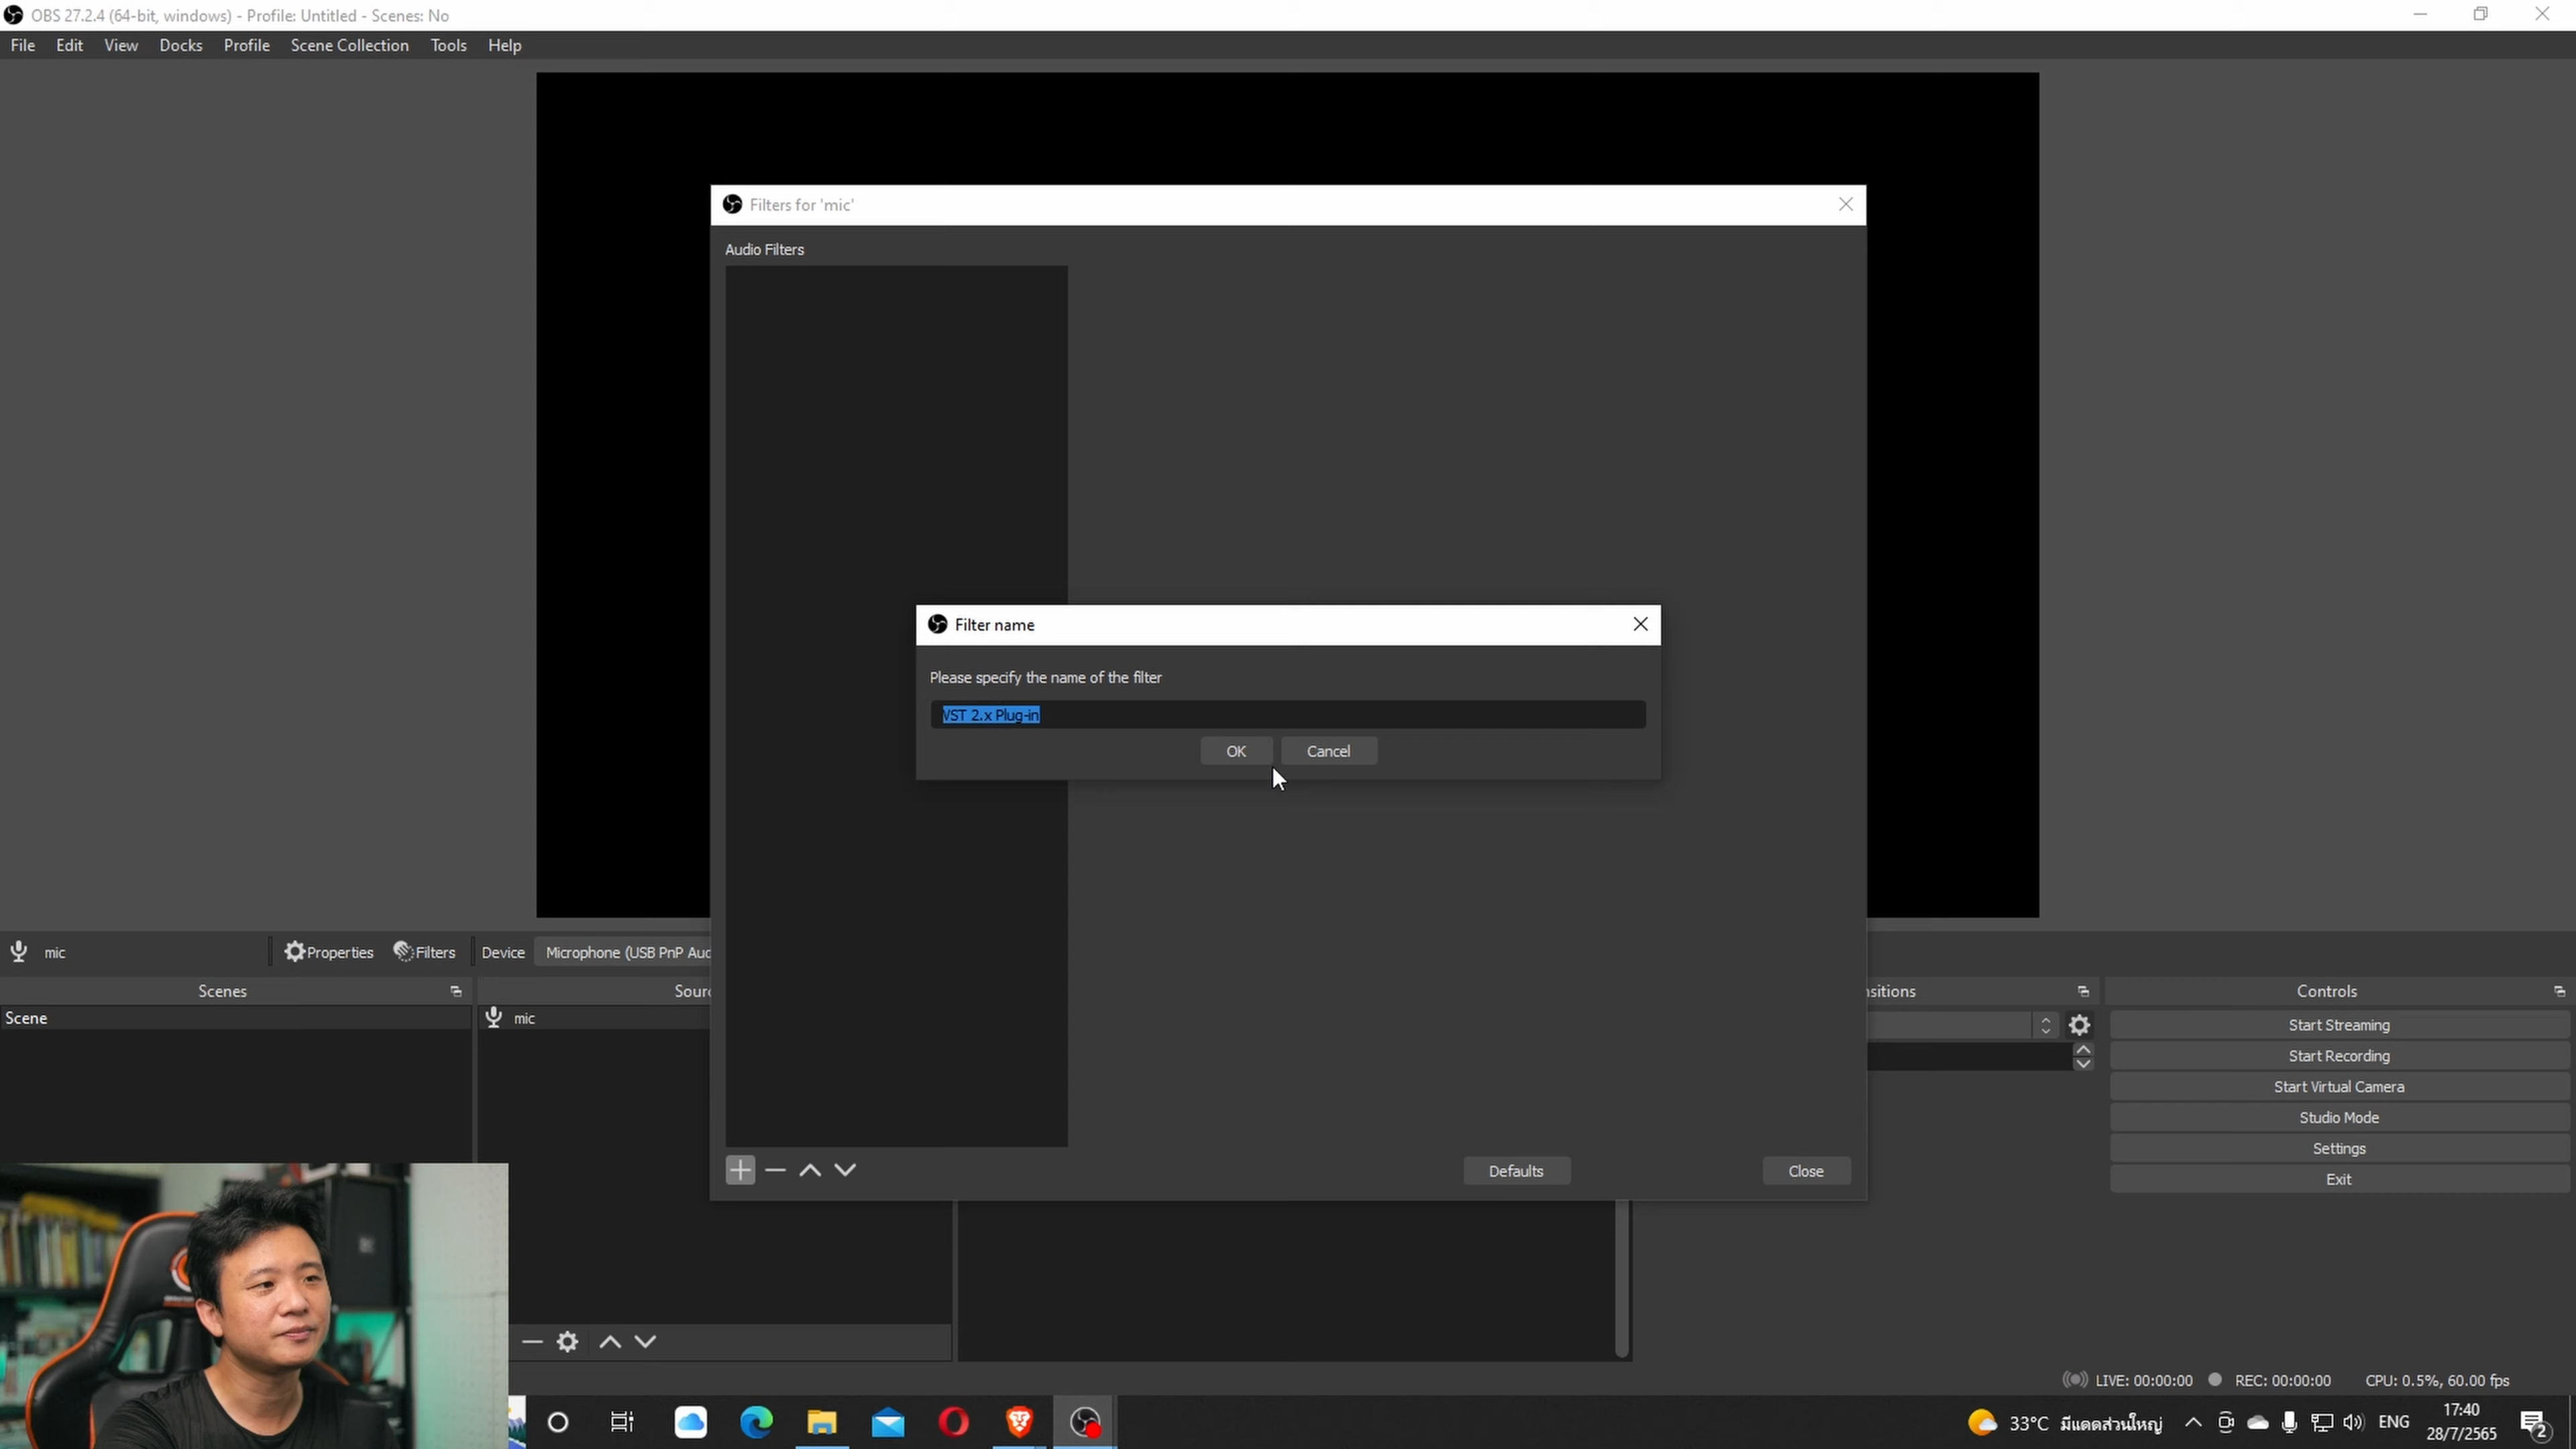 OBS 27.2.4 (64-bit, windows) - Profile: Untitled - Scenes: No
File Edit View Docks Profile Scene Collection Tools Help
Filters for 'mic'
Audio Filters
Filter name
Please specify the name of the filter
VST 2.x Plug-in
OK Cancel
mic Properties Filters Device Microphone (USB PnP Aud
Scenes Sourc nsitions Controls
Scene mic
Start Streaming
Start Recording
Start Virtual Camera
Studio Mode
Settings
Exit
Defaults Close
LIVE: 00:00:00 REC: 00:00:00 CPU: 0.5%, 60.00 fps
33°C มีแดดส่วนใหญ่ ENG 17:40
28/7/2565 2